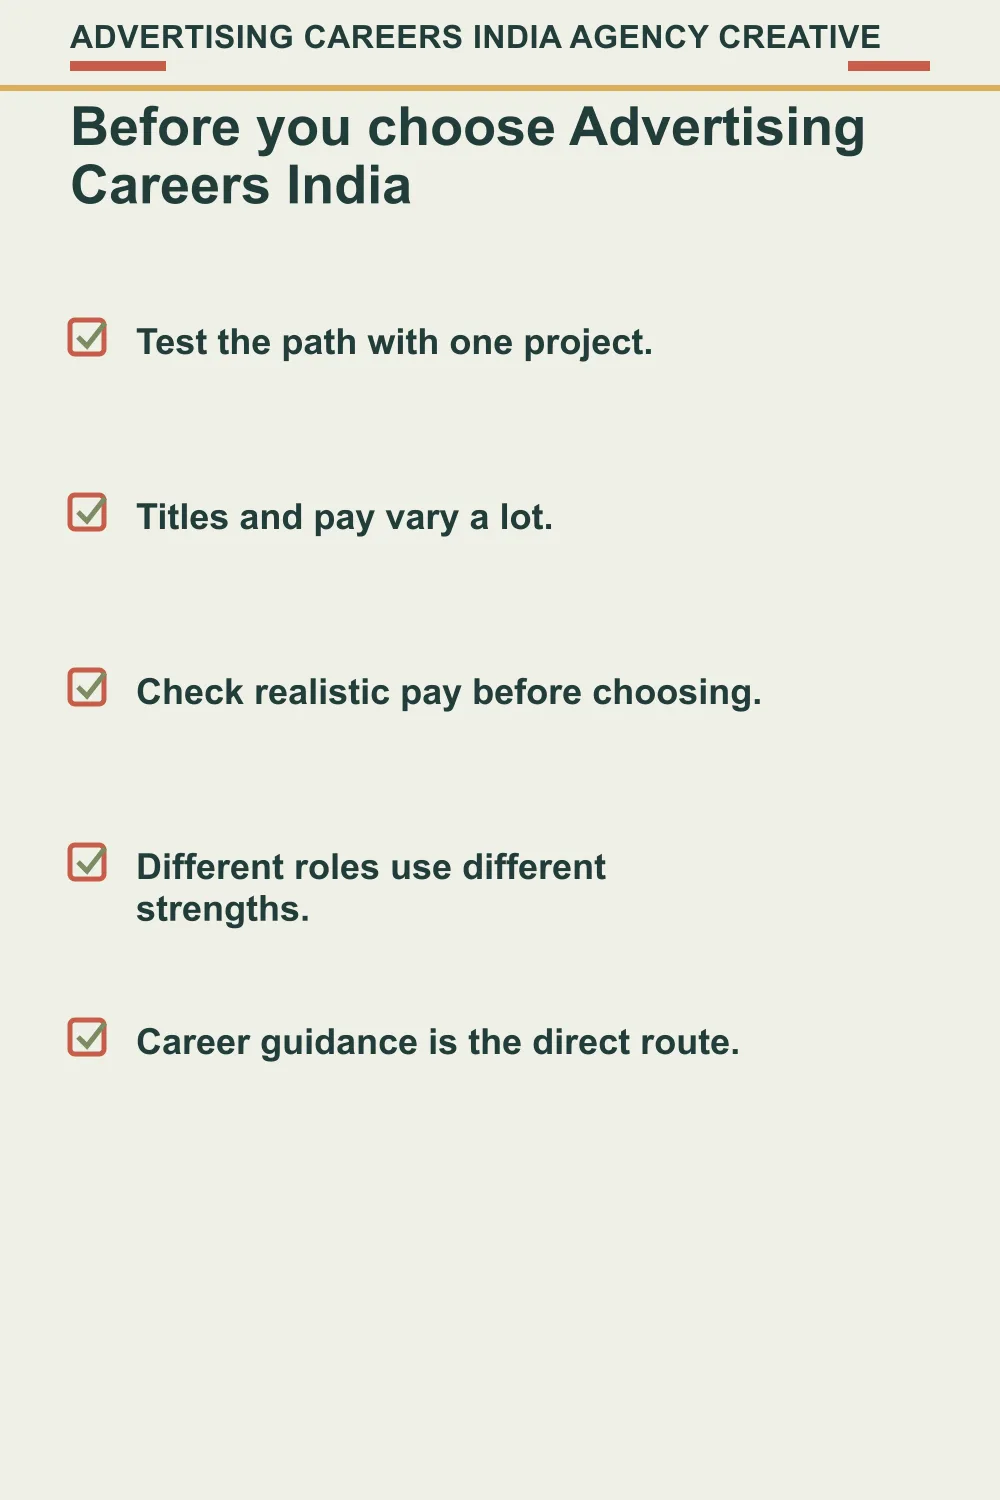 ADVERTISING CAREERS INDIA AGENCY CREATIVE
Before you choose Advertising
Careers India
Test the path with one project.
Titles and pay vary a lot.
Check realistic pay before choosing.
Different roles use different
strengths.
Career guidance is the direct route.